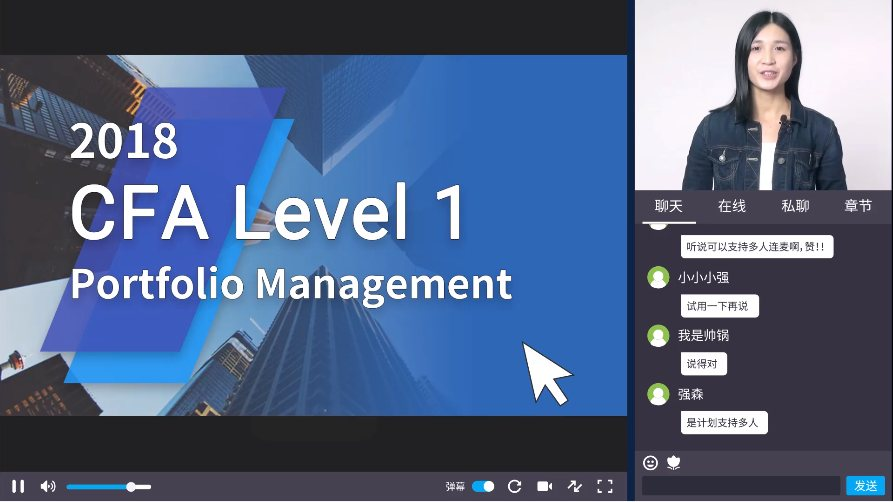 2018
CFA Level 1
Portfolio Management
弹幕
聊天 在线 私聊 章节
听说可以支持多人连麦啊,赞!!
小小小强
试用一下再说
我是帅锅
说得对
强森
是计划支持多人
发送